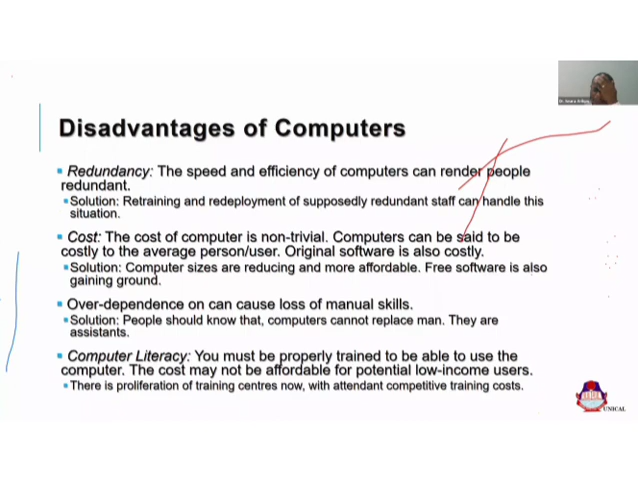 Disadvantages of Computers
Redundancy: The speed and efficiency of computers can render people
redundant.
Solution: Retraining and redeployment of supposedly redundant staff can handle this
situation.
Cost: The cost of computer is non-trivial. Computers can be said to be
costly to the average person/user. Original software is also costly.
Solution: Computer sizes are reducing and more affordable. Free software is also
gaining ground.
Over-dependence on can cause loss of manual skills.
Solution: People should know that, computers cannot replace man. They are
assistants.
Computer Literacy: You must be properly trained to be able to use the
computer. The cost may not be affordable for potential low-income users.
There is proliferation of training centres now, with attendant competitive training costs.
UNICAL